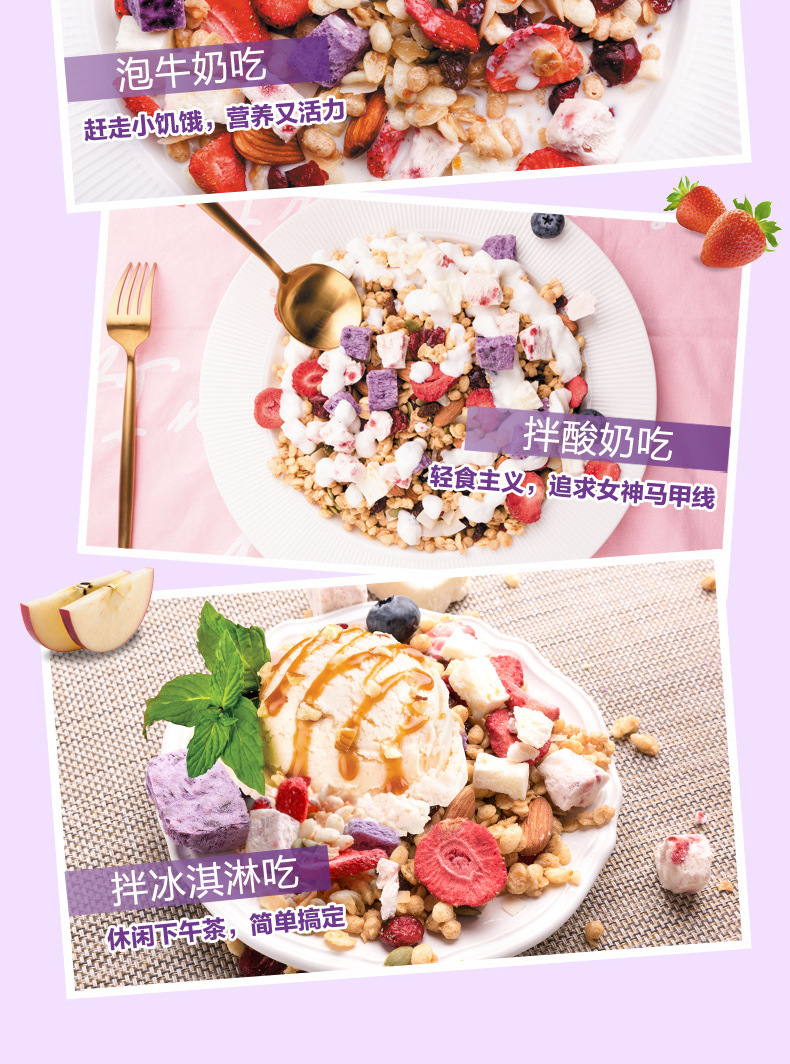 泡牛奶吃
赶走小饥饿，营养又活力
拌酸奶吃
轻食主义，追求女神马甲线
拌冰淇淋吃
休闲下午茶，简单搞定